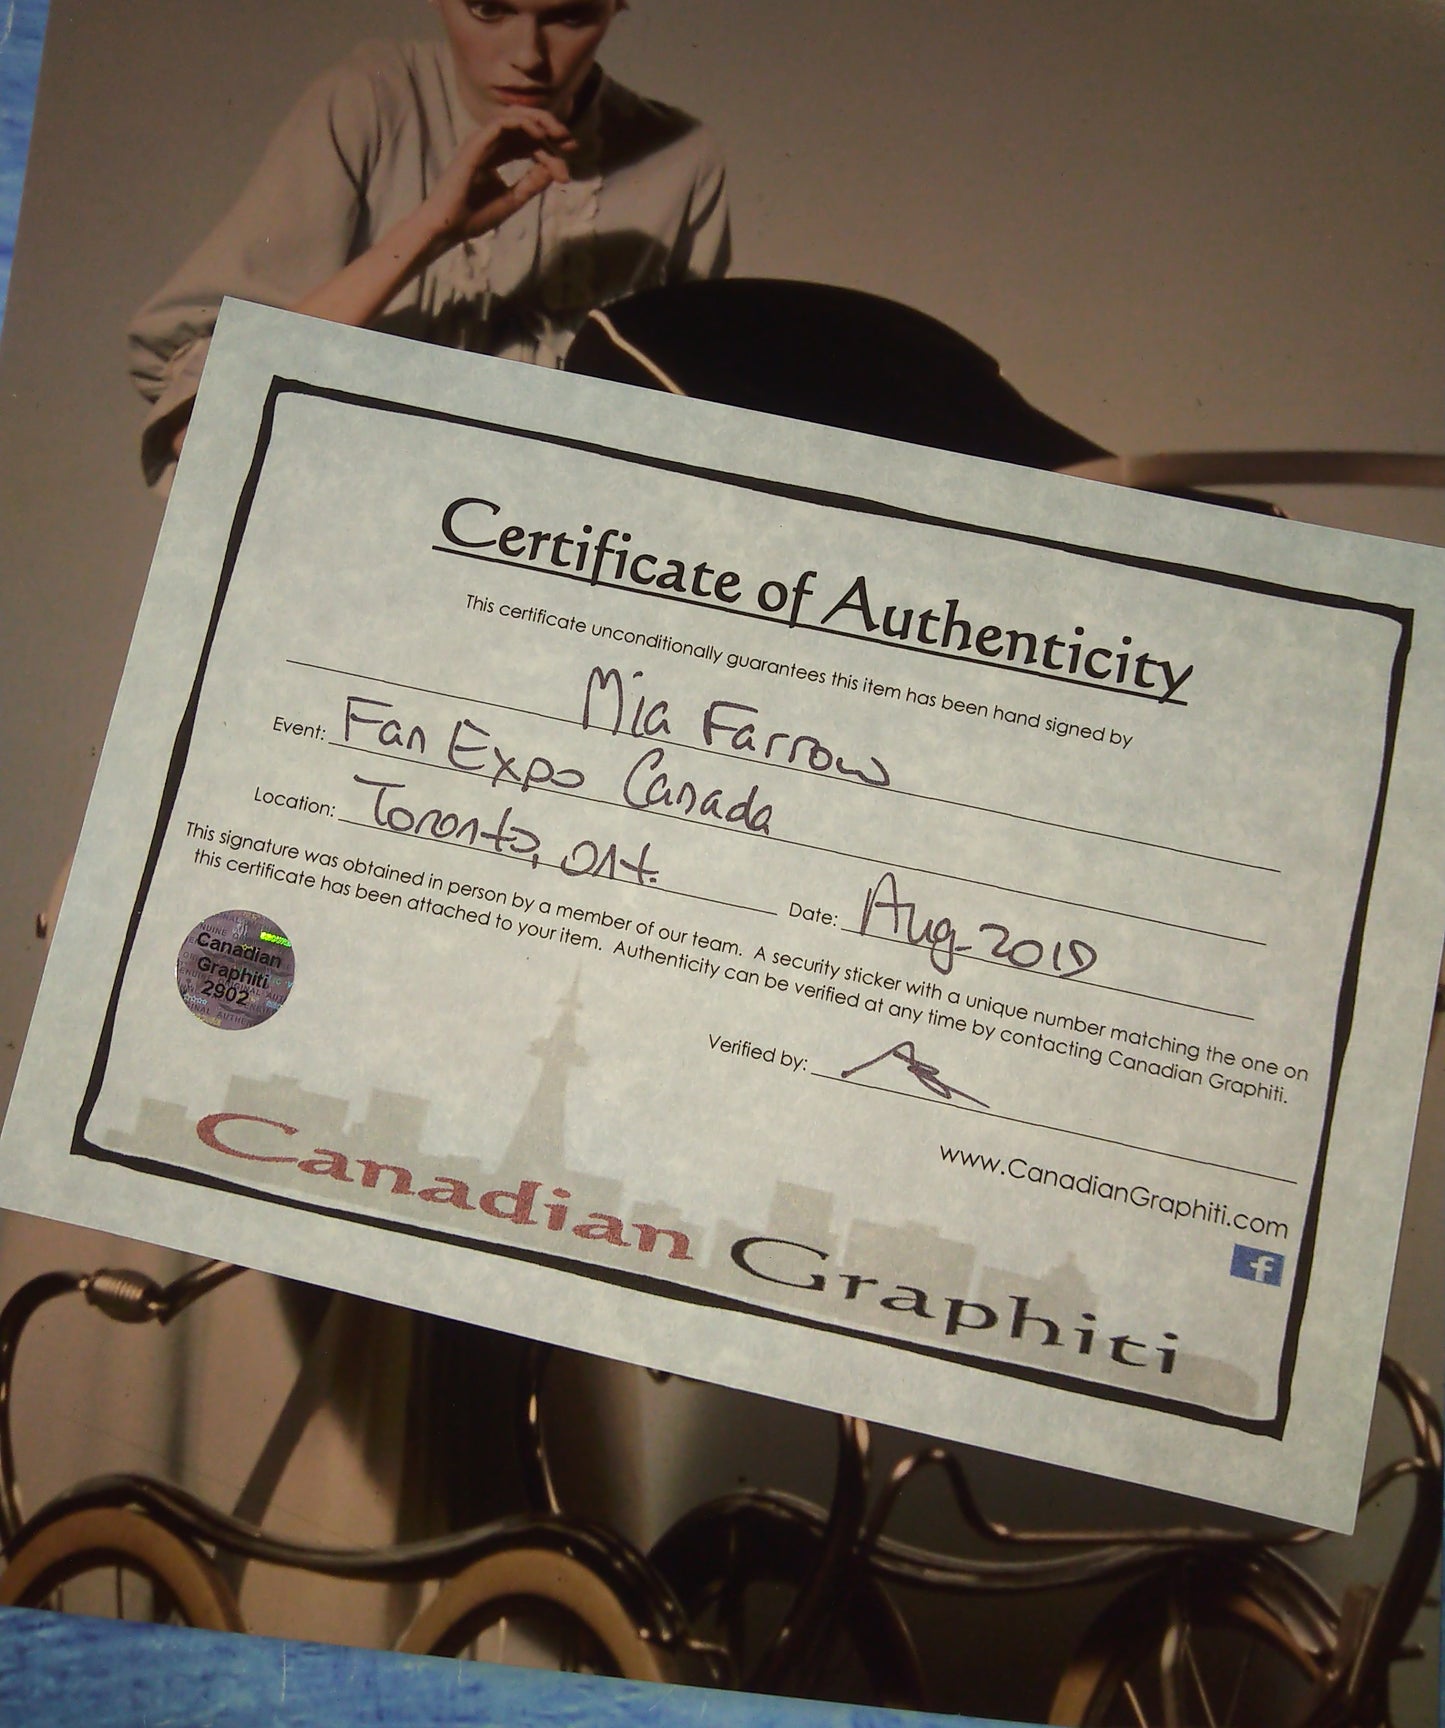 Certificate of Authenticity
This certificate unconditionally guarantees this item has been hand signed by
Mia Farrow
Event: Fan Expo Canada
Location: Toronto, Ont. Date: Aug-2019
This signature was obtained in person by a member of our team. A security sticker with a unique number matching the one on
this certificate has been attached to your item. Authenticity can be verified at any time by contacting Canadian Graphiti.
Canadian
Graphiti
2902
Verified by:
www.CanadianGraphiti.com
f
Canadian Graphiti